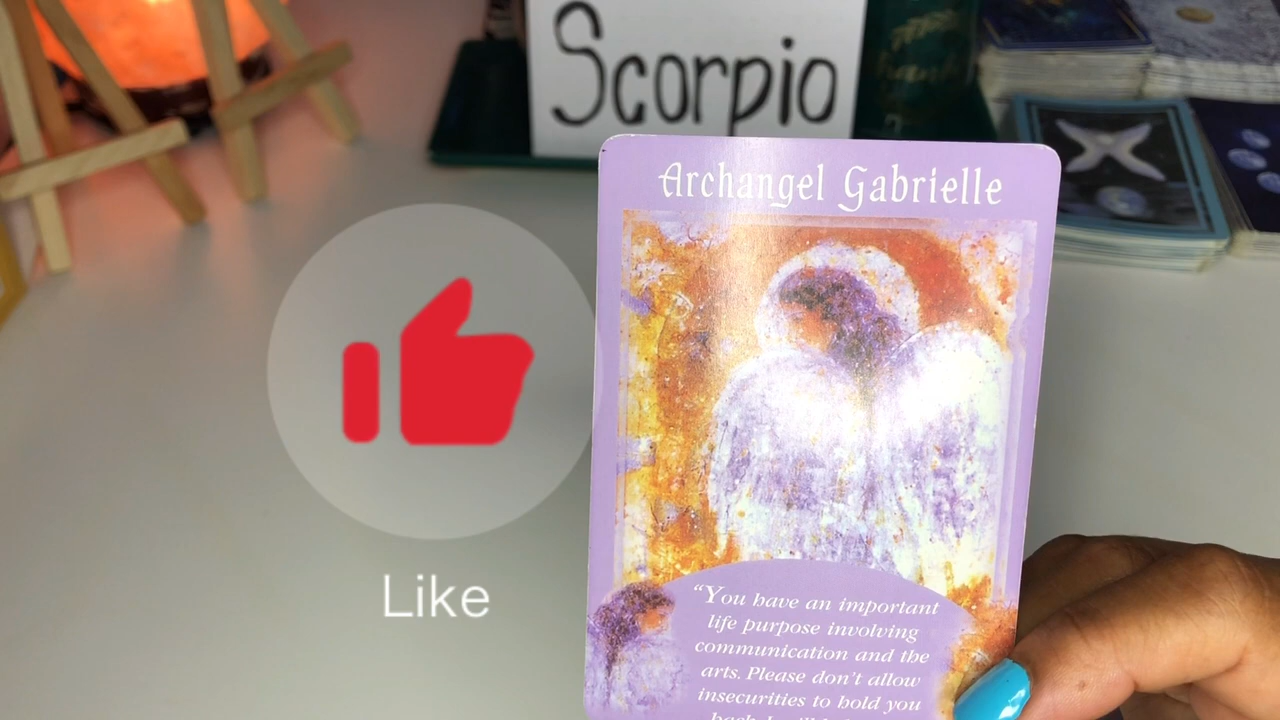 Scorpio
Archangel Gabrielle
Like
"You have an important
life purpose involving
communication and the
arts. Please don't allow
insecurities to hold you